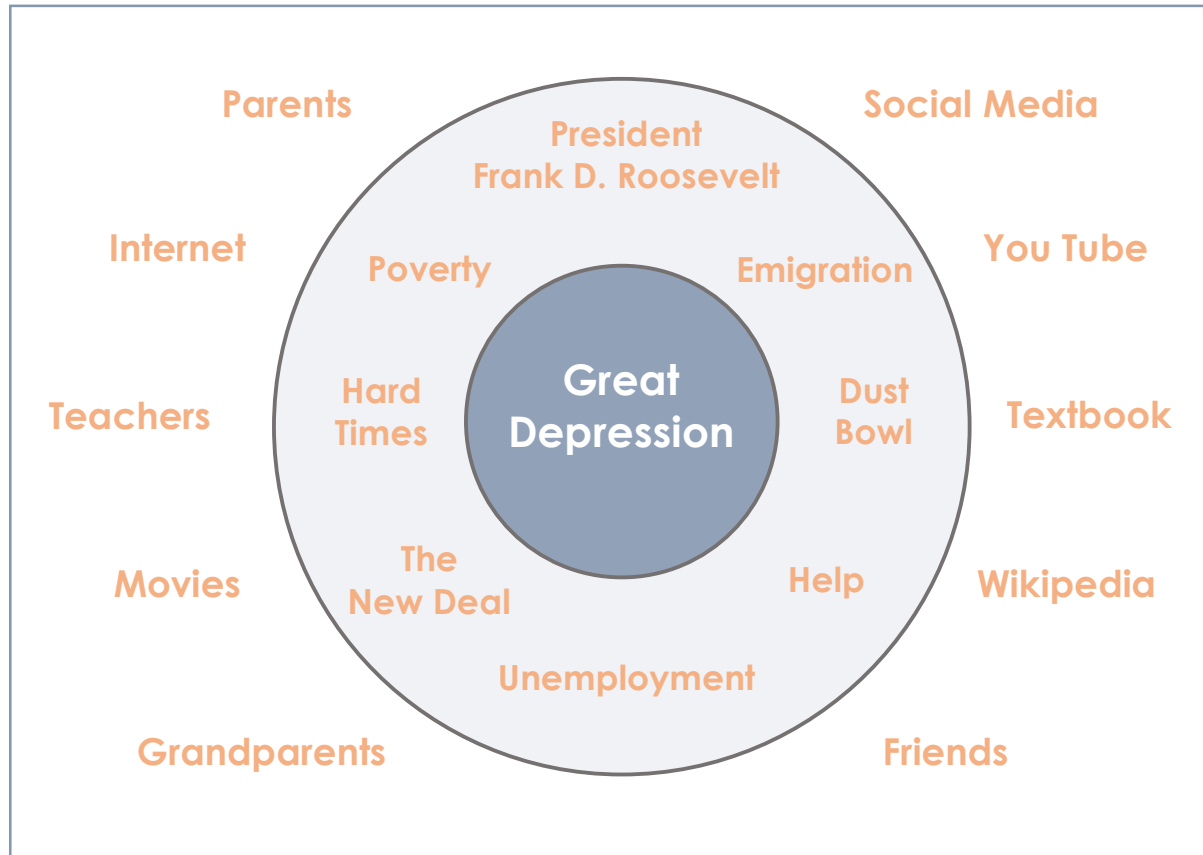 Parents
Social Media
President
Frank D. Roosevelt
Internet
You Tube
Poverty
Emigration
Great
Depression
Hard
Times
Dust
Bowl
Teachers
Textbook
The
New Deal
Help
Movies
Wikipedia
Unemployment
Grandparents
Friends